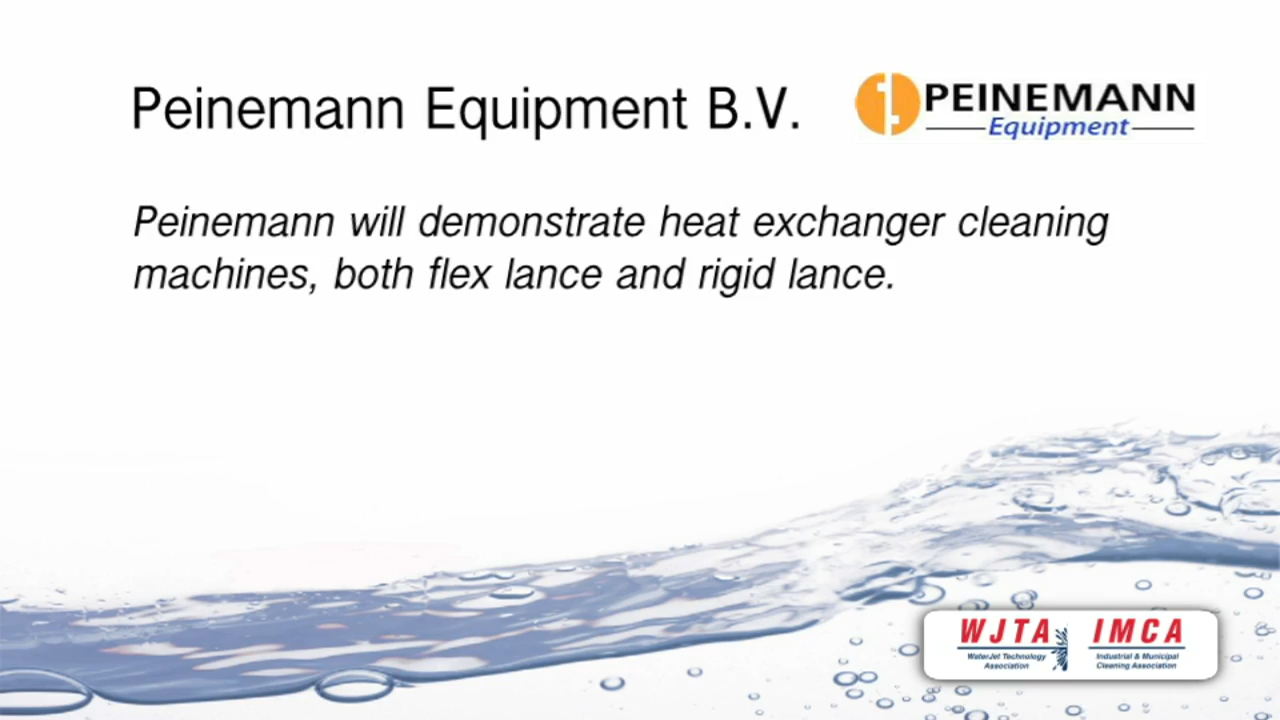 Peinemann Equipment B.V.
PEINEMANN
Equipment
Peinemann will demonstrate heat exchanger cleaning
machines, both flex lance and rigid lance.
WJTA IMCA
WaterJet Technology Industrial & Municipal
Association Cleaning Association